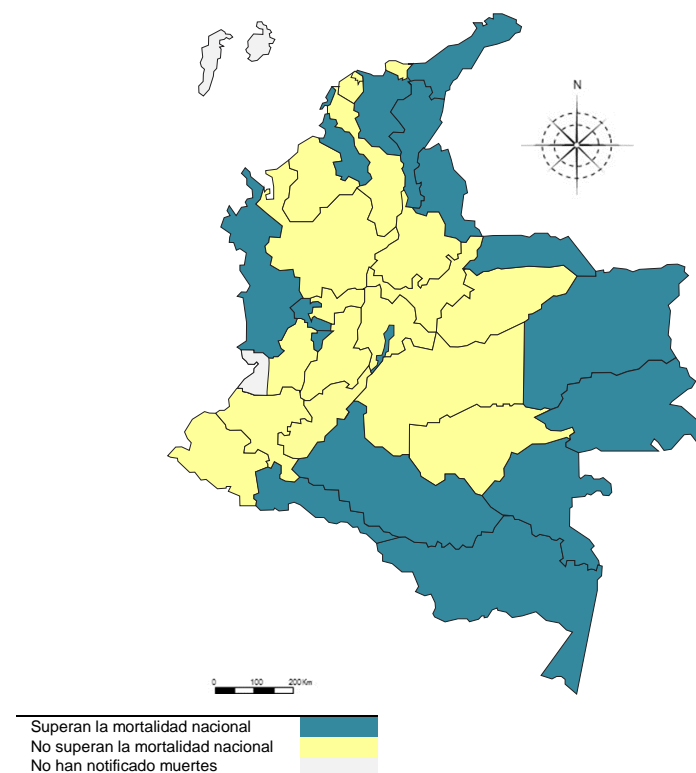 N
0 100 200 Km
Superan la mortalidad nacional
No superan la mortalidad nacional
No han notificado muertes